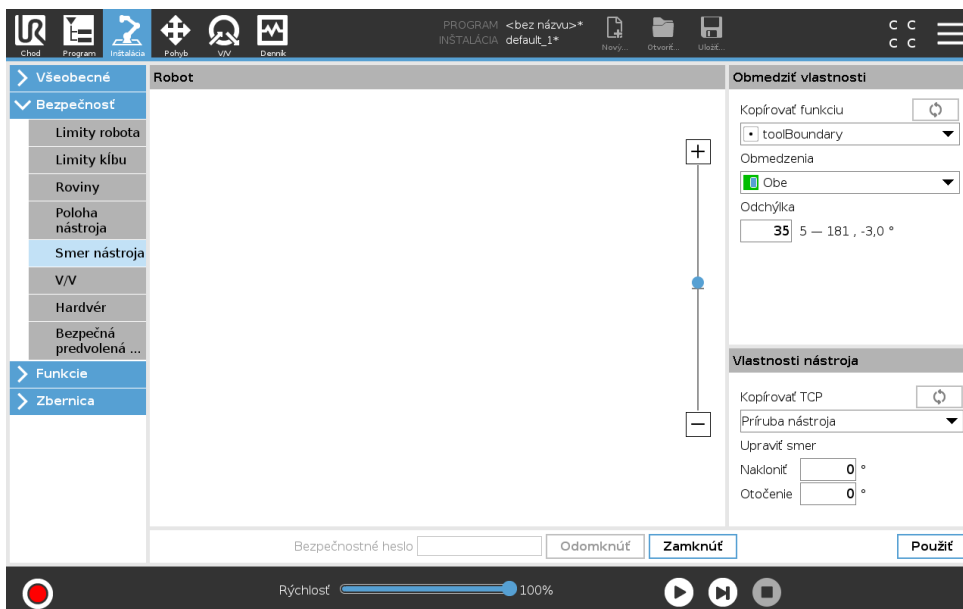 UR
PROGRAM <bez názvu>*
INŠTALÁCIA default_1*
Chod Program Inštalácia Pohyb V/V Denník Nový... Otvoriť... Uložiť...
C C
C C
Všeobecné
Bezpečnosť
Limity robota
Limity kĺbu
Roviny
Poloha
nástroja
Smer nástroja
V/V
Hardvér
Bezpečná
predvolená ...
Funkcie
Zbernica
Robot
Obmedziť vlastnosti
Kopírovať funkciu
toolBoundary
Obmedzenia
Obe
Odchýlka
35 5 — 181 , -3,0 °
Vlastnosti nástroja
Kopírovať TCP
Príruba nástroja
Upraviť smer
Nakloniť 0 °
Otočenie 0 °
Bezpečnostné heslo Odomknúť Zamknúť Použiť
Rýchlosť 100%